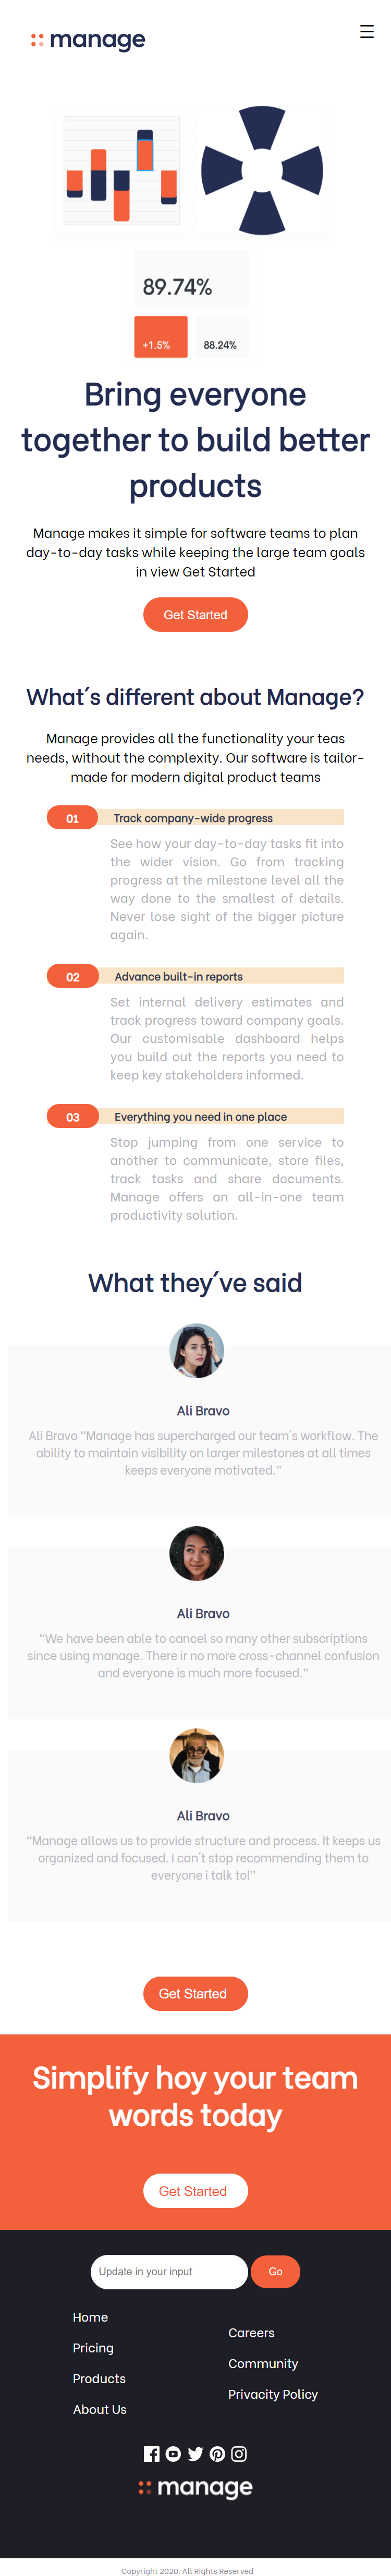 manage
89.74%
+1.5%
88.24%
Bring everyone
together to build better
products
Manage makes it simple for software teams to plan
day-to-day tasks while keeping the large team goals
in view Get Started
Get Started
What´s different about Manage?
Manage provides all the functionality your teas
needs, without the complexity. Our software is tailor-
made for modern digital product teams
01 Track company-wide progress
See how your day-to-day tasks fit into
the wider vision. Go from tracking
progress at the milestone level all the
way done to the smallest of details.
Never lose sight of the bigger picture
again.
02 Advance built-in reports
Set internal delivery estimates and
track progress toward company goals.
Our customisable dashboard helps
you build out the reports you need to
keep key stakeholders informed.
03 Everything you need in one place
Stop jumping from one service to
another to communicate, store files,
track tasks and share documents.
Manage offers an all-in-one team
productivity solution.
What they´ve said
Ali Bravo
Ali Bravo “Manage has supercharged our team's workflow. The
ability to maintain visibility on larger milestones at all times
keeps everyone motivated.”
Ali Bravo
“We have been able to cancel so many other subscriptions
since using manage. There ir no more cross-channel confusion
and everyone is much more focused.”
Ali Bravo
“Manage allows us to provide structure and process. It keeps us
organized and focused. I can't stop recommending them to
everyone i talk to!”
Get Started
Simplify hoy your team
words today
Get Started
Update in your input
Go
Home
Pricing
Products
About Us
Careers
Community
Privacity Policy
manage
Copyright 2020. All Rights Reserved